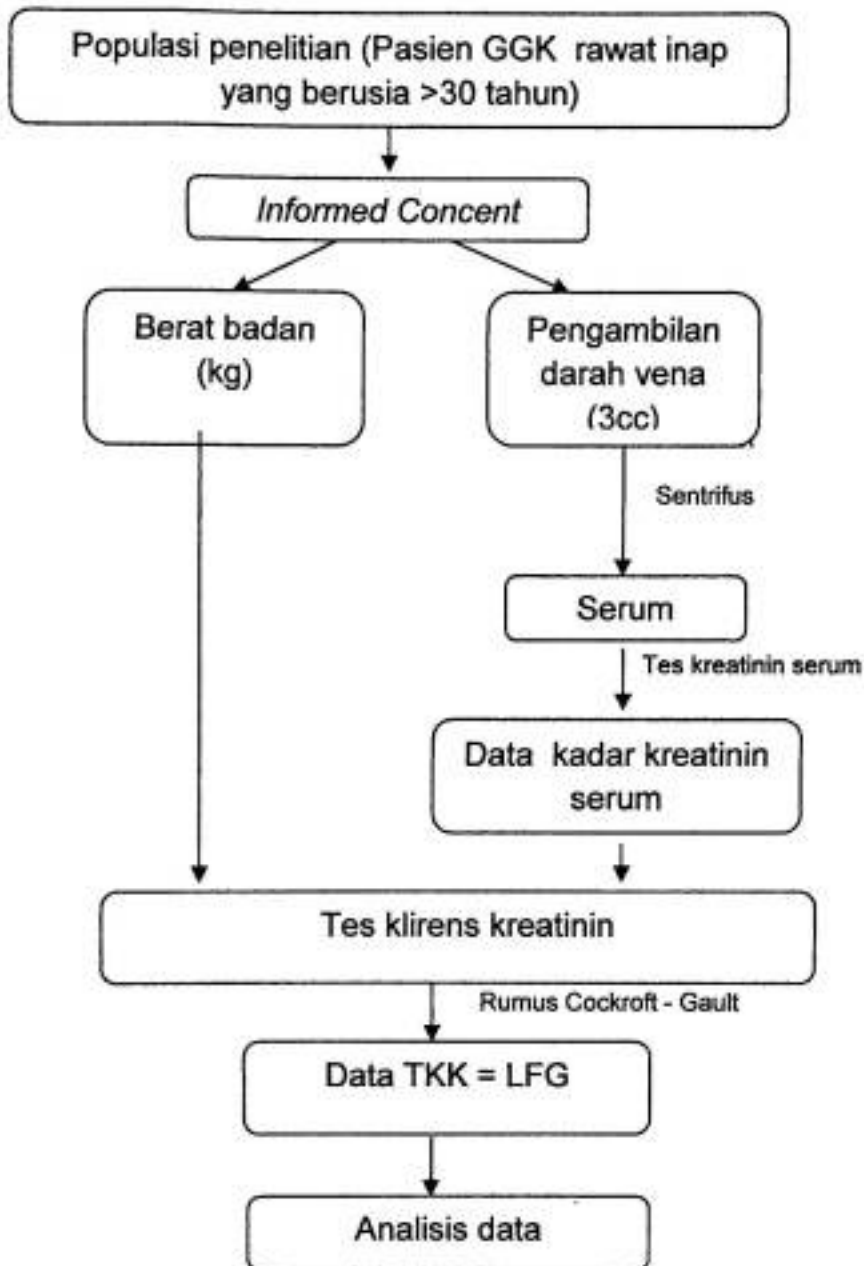 Populasi penelitian (Pasien GGK rawat inap
yang berusia >30 tahun)
Informed Concent
Berat badan
(kg)
Pengambilan
darah vena
(3cc)
Sentrifus
Serum
Tes kreatinin serum
Data kadar kreatinin
serum
Tes klirens kreatinin
Rumus Cockroft - Gault
Data TKK = LFG
Analisis data